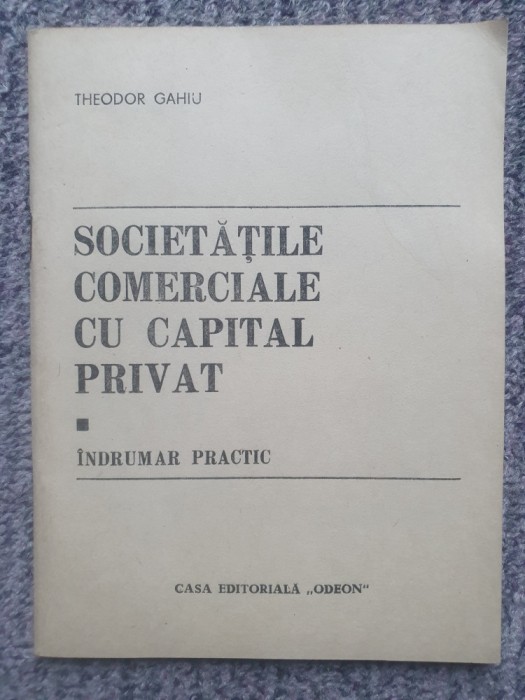 THEODOR GAHIU
SOCIETĂȚILE
COMERCIALE
CU CAPITAL
PRIVAT
ÎNDRUMAR PRACTIC
CASA EDITORIALĂ „ODEON"